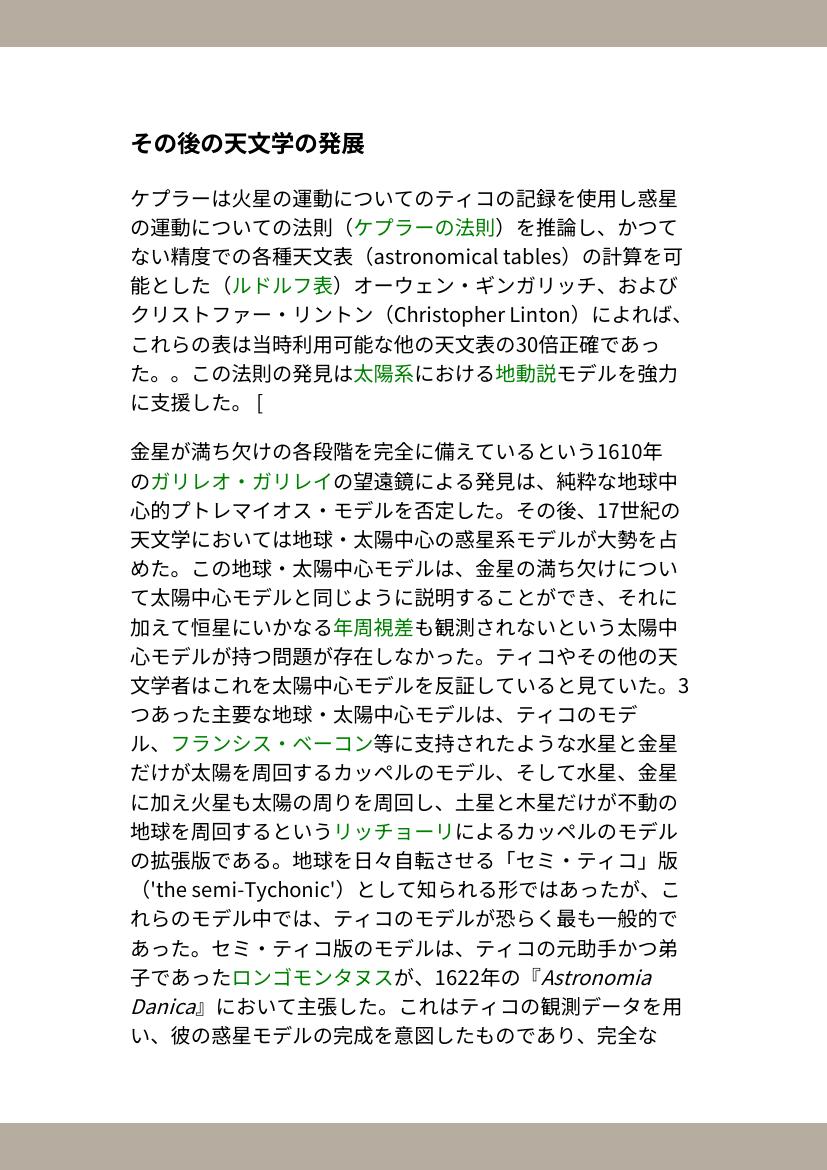 その後の天文学の発展
ケプラーは火星の運動についてのティコの記録を使用し惑星
の運動についての法則（ケプラーの法則）を推論し、かつて
ない精度での各種天文表（astronomical tables）の計算を可
能とした（ルドルフ表）オーウェン・ギンガリッチ、および
クリストファー・リントン（Christopher Linton）によれば、
これらの表は当時利用可能な他の天文表の30倍正確であっ
た。。この法則の発見は太陽系における地動説モデルを強力
に支援した。 [
金星が満ち欠けの各段階を完全に備えているという1610年
のガリレオ・ガリレイの望遠鏡による発見は、純粋な地球中
心的プトレマイオス・モデルを否定した。その後、17世紀の
天文学においては地球・太陽中心の惑星系モデルが大勢を占
めた。この地球・太陽中心モデルは、金星の満ち欠けについ
て太陽中心モデルと同じように説明することができ、それに
加えて恒星にいかなる年周視差も観測されないという太陽中
心モデルが持つ問題が存在しなかった。ティコやその他の天
文学者はこれを太陽中心モデルを反証していると見ていた。3
つあった主要な地球・太陽中心モデルは、ティコのモデ
ル、フランシス・ベーコン等に支持されたような水星と金星
だけが太陽を周回するカッペルのモデル、そして水星、金星
に加え火星も太陽の周りを周回し、土星と木星だけが不動の
地球を周回するというリッチョーリによるカッペルのモデル
の拡張版である。地球を日々自転させる「セミ・ティコ」版
（'the semi-Tychonic'）として知られる形ではあったが、こ
れらのモデル中では、ティコのモデルが恐らく最も一般的で
あった。セミ・ティコ版のモデルは、ティコの元助手かつ弟
子であったロンゴモンタヌスが、1622年の『Astronomia
Danica』において主張した。これはティコの観測データを用
い、彼の惑星モデルの完成を意図したものであり、完全な